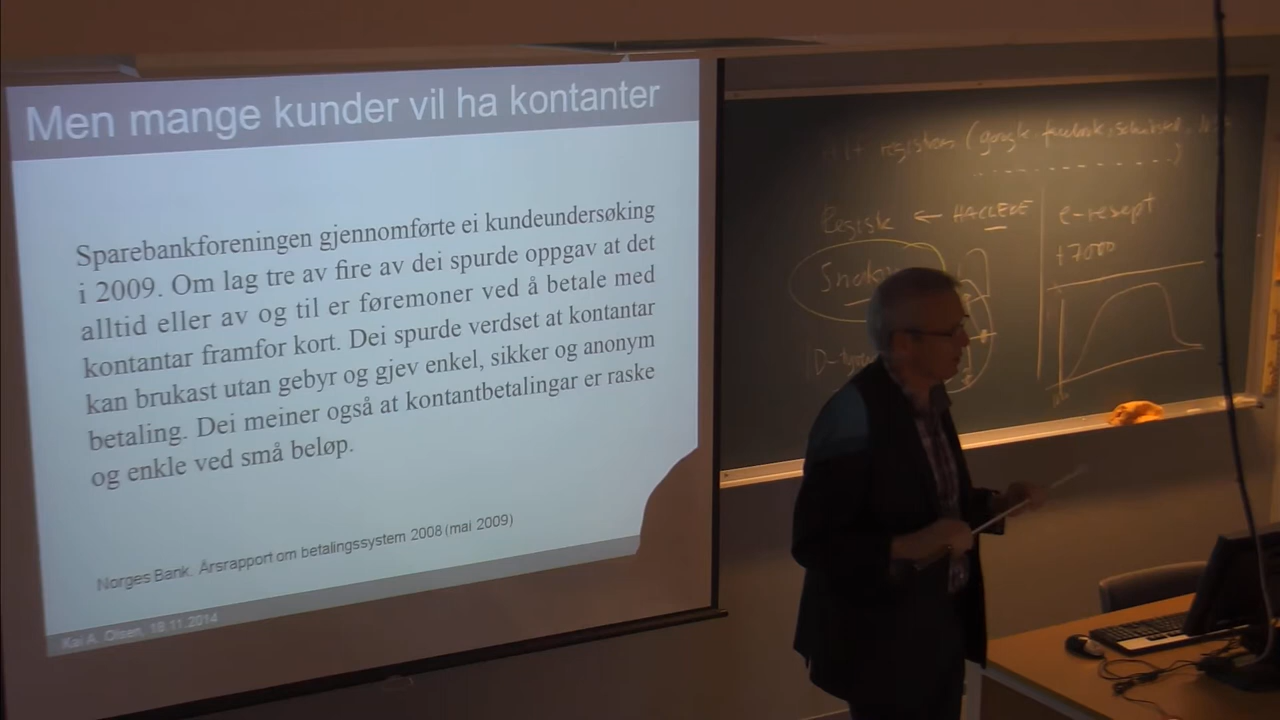 Men mange kunder vil ha kontanter
Sparebankforeningen gjennomførte ei kundeundersøking
i 2009. Om lag tre av fire av dei spurde oppgav at det
alltid eller av og til er føremoner ved å betale med
kontantar framfor kort. Dei spurde verdset at kontantar
kan brukast utan gebyr og gjev enkel, sikker og anonym
betaling. Dei meiner også at kontantbetalingar er raske
og enkle ved små beløp.
Norges Bank. Årsrapport om betalingssystem 2008 (mai 2009)
Kai A. Olsen, 18.11.2014
(google, facebook,
← HACLEDE
e-resept
+7000